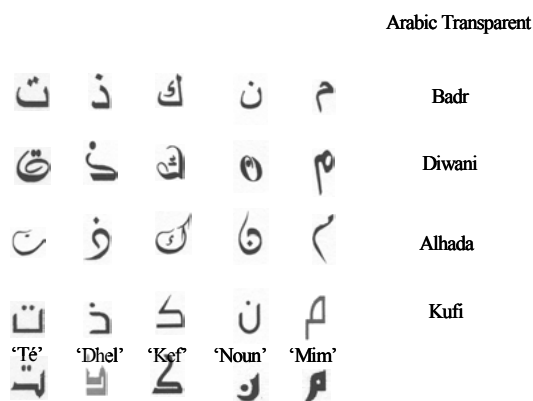 Arabic Transparent
ت ذ ك ن م Badr
ت ذ ك ن م Diwani
ت ذ ك ن م Alhada
ت ذ ك ن م Kufi
‘Té’ ‘Dhel’ ‘Kef’ ‘Noun’ ‘Mim’
ت ك ن م